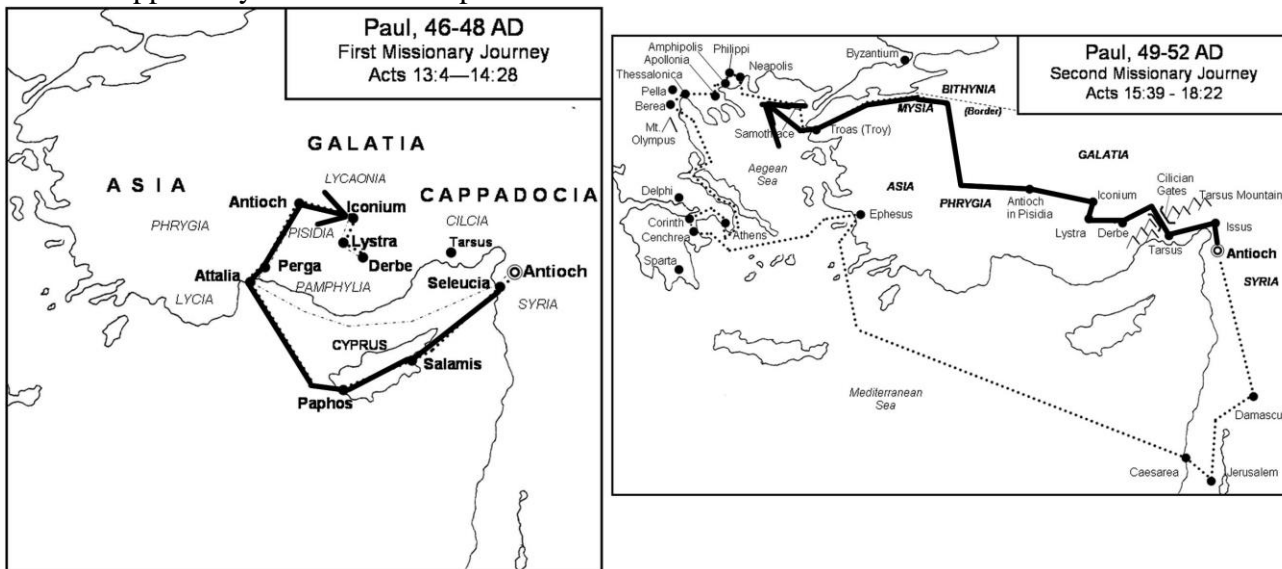 Paul, 46-48 AD
First Missionary Journey
Acts 13:4—14:28
GALATIA
LYCAONIA
ASIA
CAPPADOCIA
Antioch
Iconium
CILCIA
PHRYGIA
PISIDIA
Lystra
Tarsus
Derbe
Antioch
Perga
Attalia
PAMPHYLIA
Seleucia
LYCIA
SYRIA
CYPRUS
Salamis
Paphos
Paul, 49-52 AD
Second Missionary Journey
Acts 15:39 - 18:22
Amphipolis
Philippi
Apollonia
Neapolis
Byzantium
Thessalonica
Pella
BITHYNIA
Berea
MYSIA
(Border)
Mt.
Olympus
Samothrace
Troas (Troy)
GALATIA
Aegean
Sea
Cilician
Gates
Tarsus Mountain
Delphi
ASIA
PHRYGIA
Antioch
in Pisidia
Iconium
Corinth
Ephesus
Issus
Cenchrea
Athens
Lystra
Derbe
Tarsus
Antioch
Sparta
SYRIA
Mediterranean
Sea
Damascu
Caesarea
Jerusalem